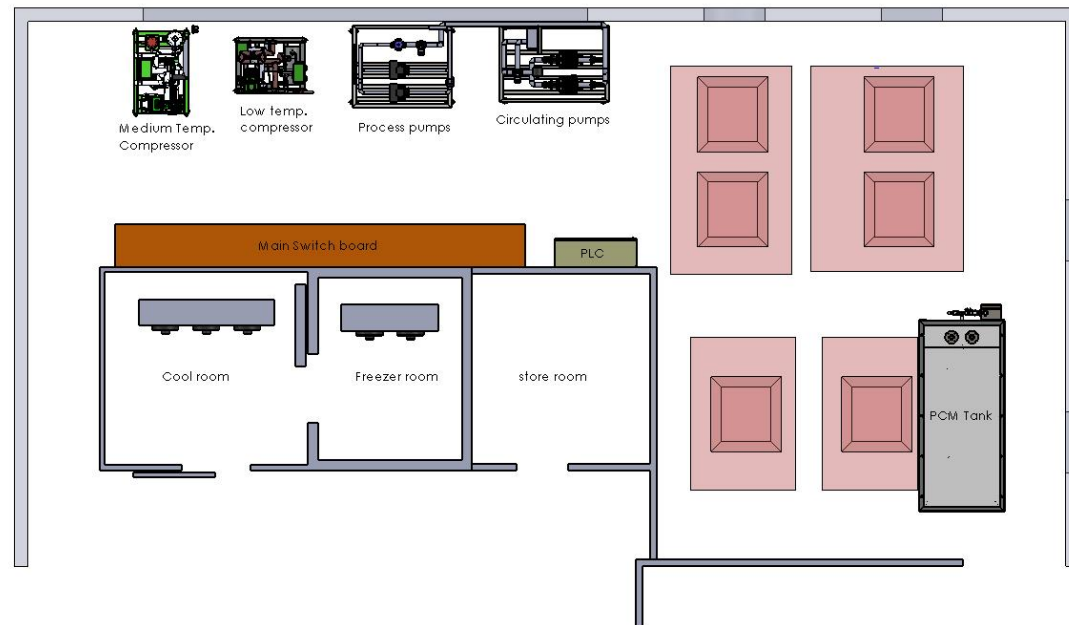 Medium Temp.
Compressor
Low temp.
compressor
Process pumps
Circulating pumps
Main Switch board
PLC
Cool room
Freezer room
store room
PCM Tank